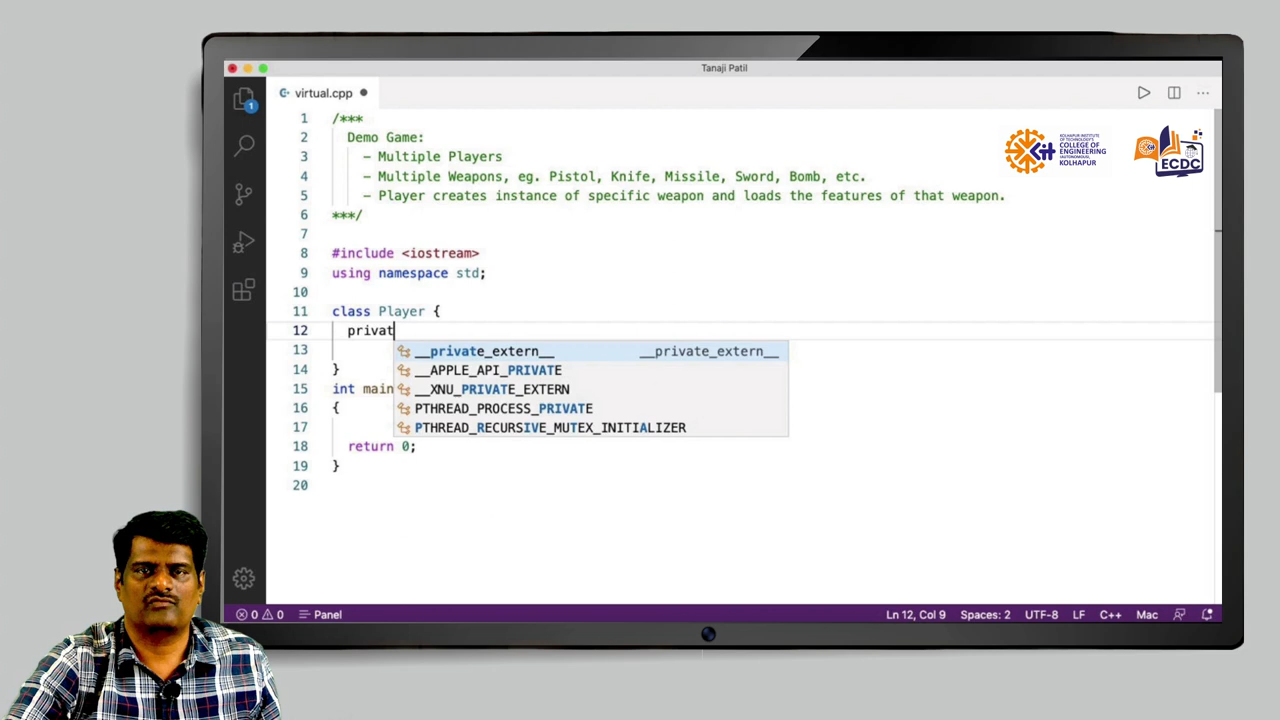 Tanaji Patil
virtual.cpp
1
1 /***
2 Demo Game:
3 - Multiple Players
4 - Multiple Weapons, eg. Pistol, Knife, Missile, Sword, Bomb, etc.
5 - Player creates instance of specific weapon and loads the features of that weapon.
6 ***/
7
8 #include <iostream>
9 using namespace std;
10
11 class Player {
12 privat
13
14 }
15 int main
16 {
17
18 return 0;
19 }
20
__private_extern__ __private_extern__
__APPLE_API_PRIVATE
__XNU_PRIVATE_EXTERN
PTHREAD_PROCESS_PRIVATE
PTHREAD_RECURSIVE_MUTEX_INITIALIZER
KOLHAPUR INSTITUTE
OF TECHNOLOGY'S
COLLEGE OF
ENGINEERING
(AUTONOMOUS),
KOLHAPUR
ECDC
0 0 Panel Ln 12, Col 9 Spaces: 2 UTF-8 LF C++ Mac